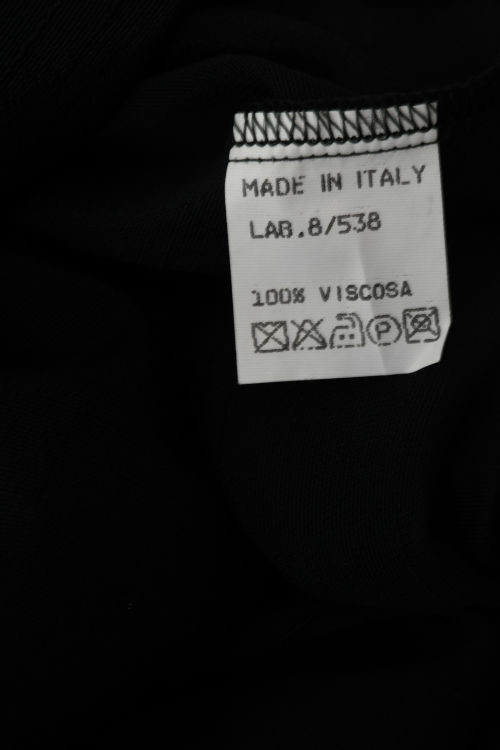 MADE IN ITALY
LAB.8/538
100% VISCOSA
P